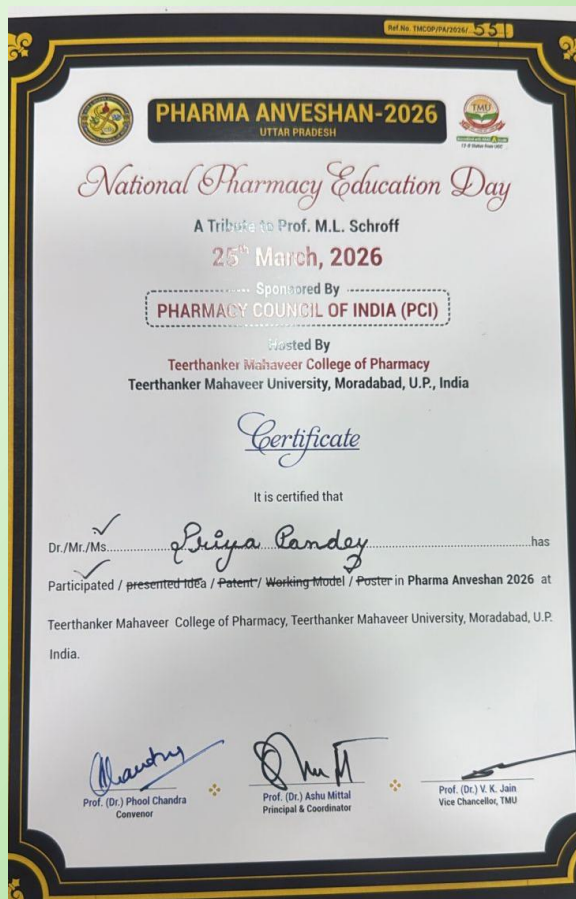 Ref.No. TMCOP/PA/2026/..551
PHARMA ANVESHAN-2026
UTTAR PRADESH
TMU
National Pharmacy Education Day
A Tribute to Prof. M.L. Schroff
25th March, 2026
Sponsored By
PHARMACY COUNCIL OF INDIA (PCI)
Hosted By
Teerthanker Mahaveer College of Pharmacy
Teerthanker Mahaveer University, Moradabad, U.P., India
Certificate
It is certified that
Dr./Mr./Ms. Priya Pandey has
Participated / presented Idea / Patent / Working Model / Poster in Pharma Anveshan 2026 at
Teerthanker Mahaveer College of Pharmacy, Teerthanker Mahaveer University, Moradabad, U.P.
India.
Prof. (Dr.) Phool Chandra
Convenor
Prof. (Dr.) Ashu Mittal
Principal & Coordinator
Prof. (Dr.) V. K. Jain
Vice Chancellor, TMU